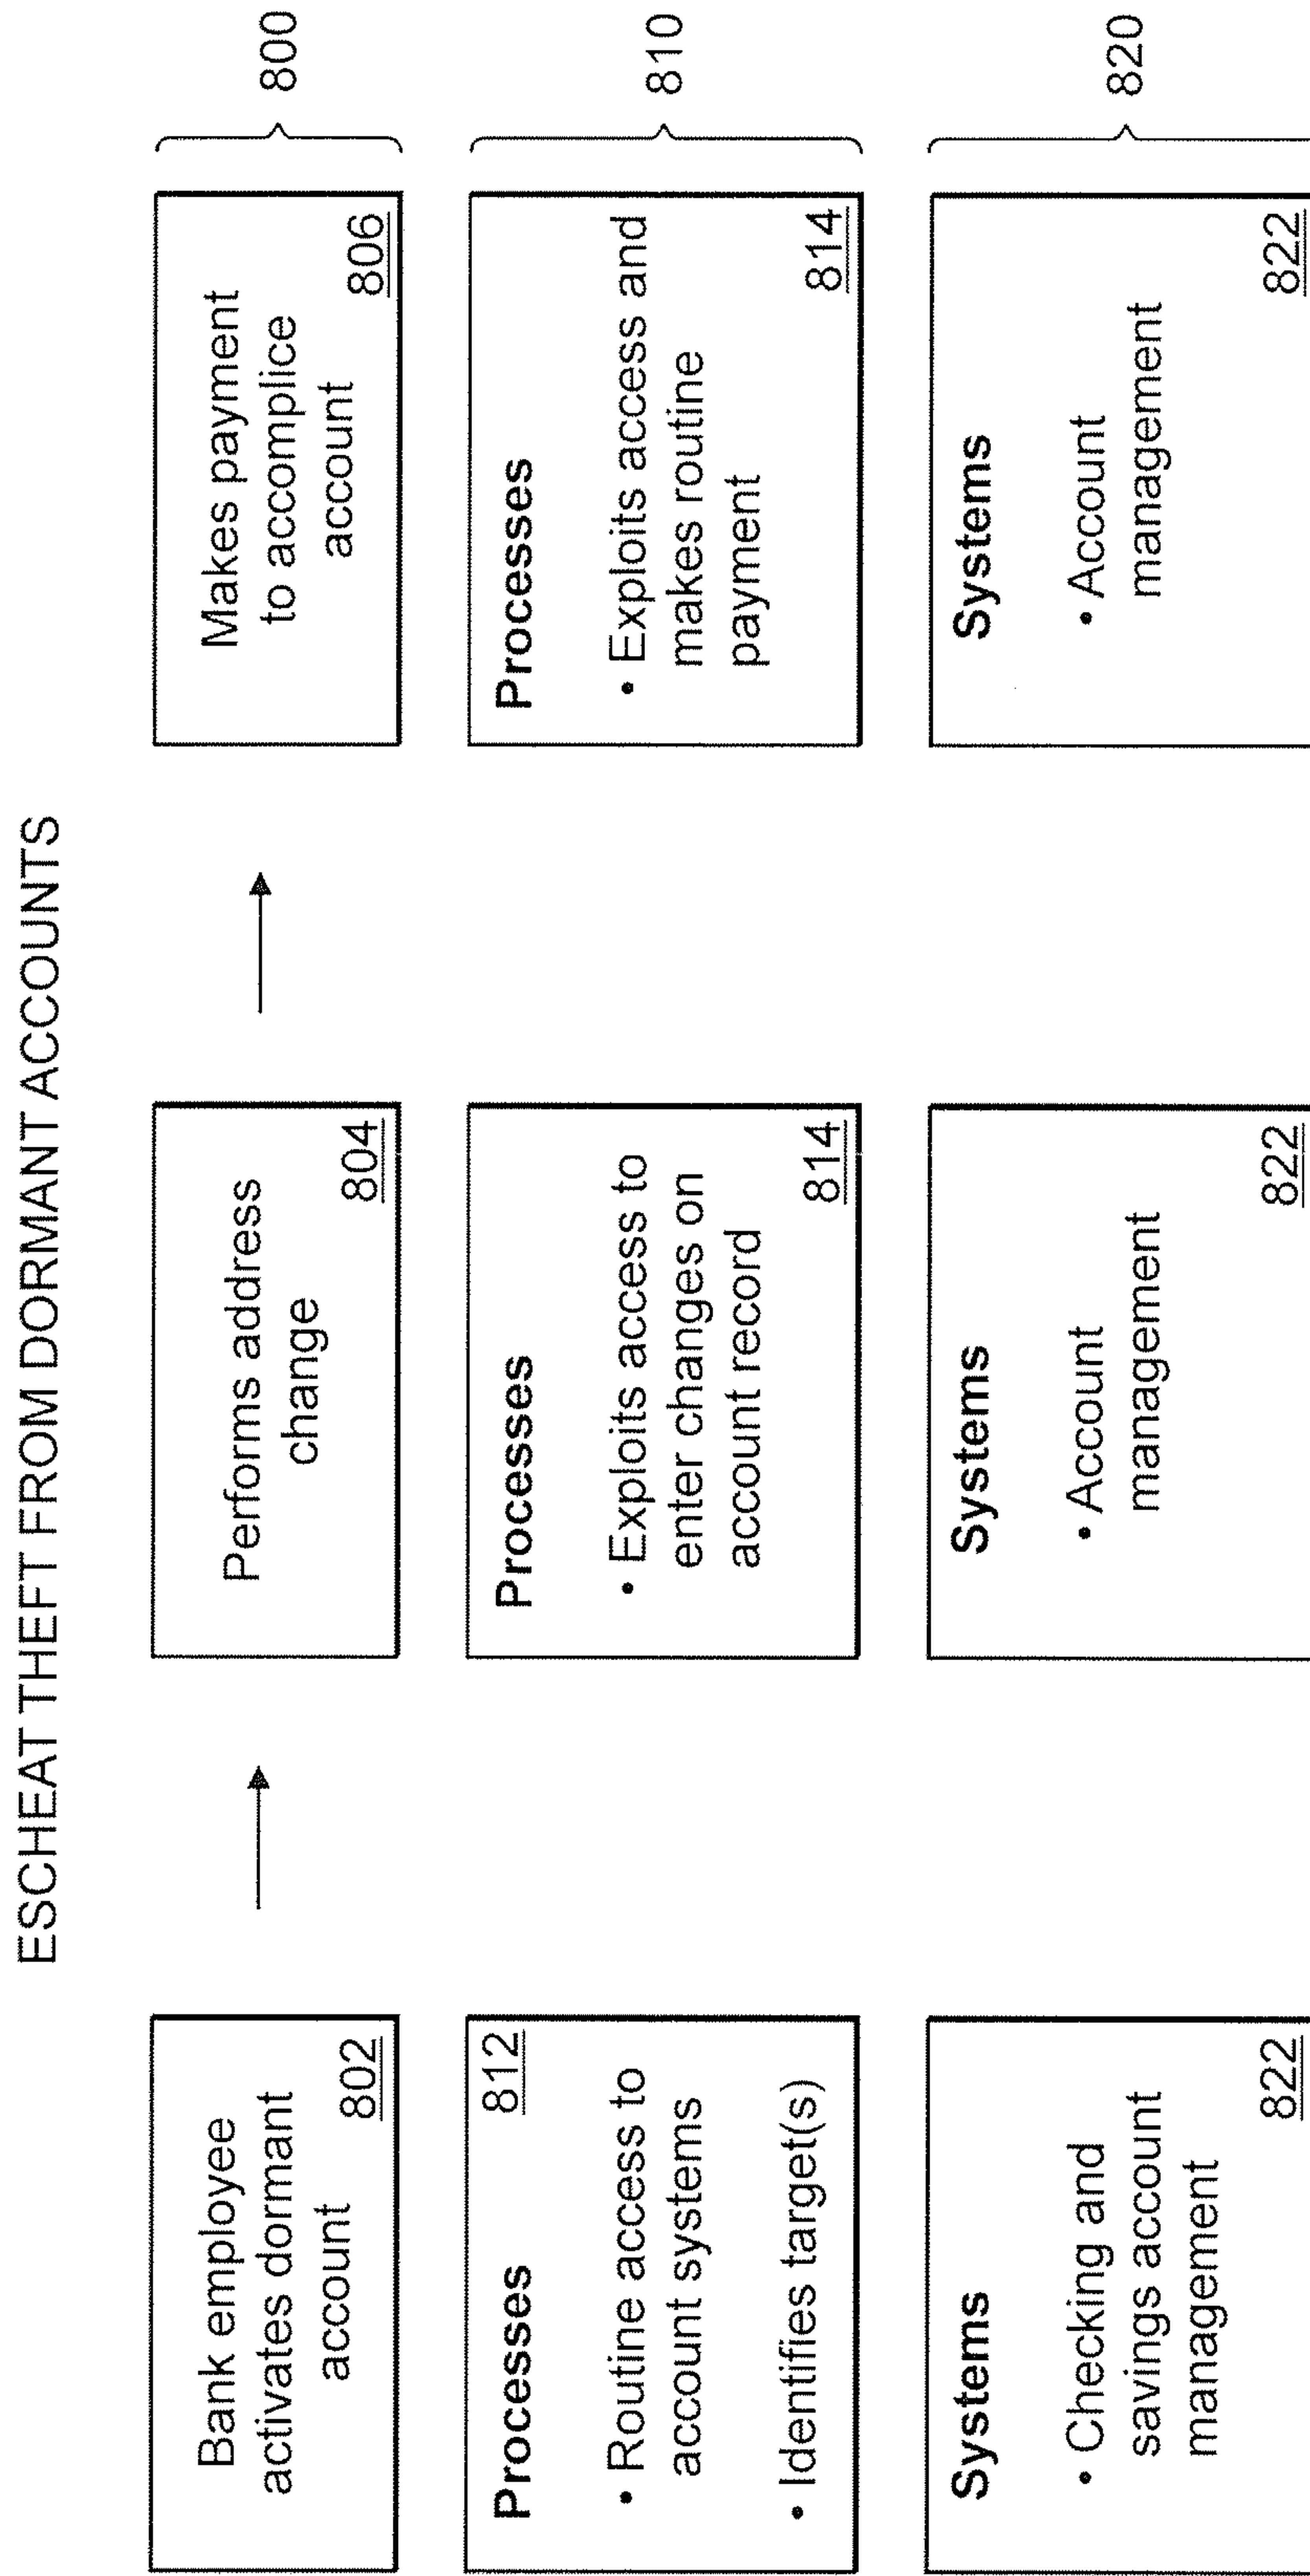 ESCHEAT THEFT FROM DORMANT ACCOUNTS
Bank employee
activates dormant
account
802
Performs address
change
804
Makes payment
to accomplice
account
806
800
Processes
812
• Routine access to
account systems
• Identifies target(s)
Processes
• Exploits access to
enter changes on
account record
814
Processes
• Exploits access and
makes routine
payment
814
810
Systems
• Checking and
savings account
management
822
Systems
• Account
management
822
Systems
• Account
management
822
820